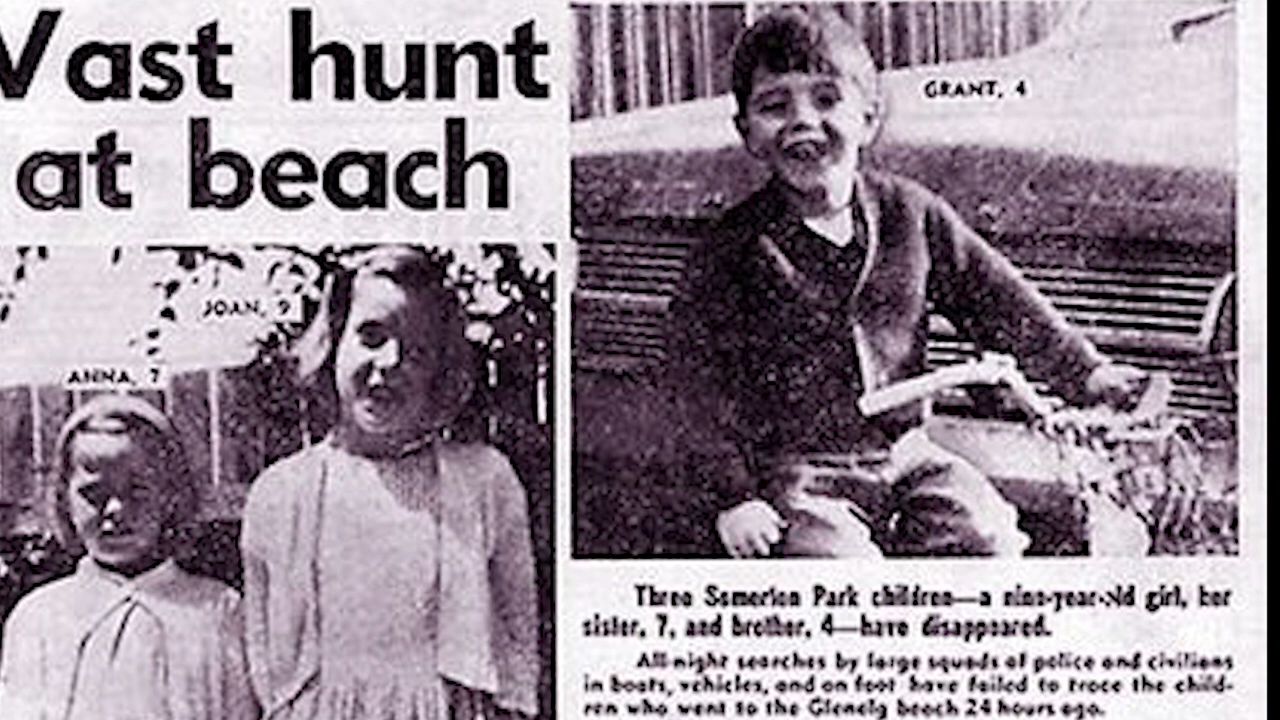 Vast hunt
at beach
GRANT, 4
JOAN, 9
ANNA, 7
Three Somerton Park children—a nine-year-old girl, her
sister, 7, and brother, 4—have disappeared.
All-night searches by large squads of police and civilians
in boats, vehicles, and on foot have failed to trace the child-
ren who went to the Glenelg beach 24 hours ago.